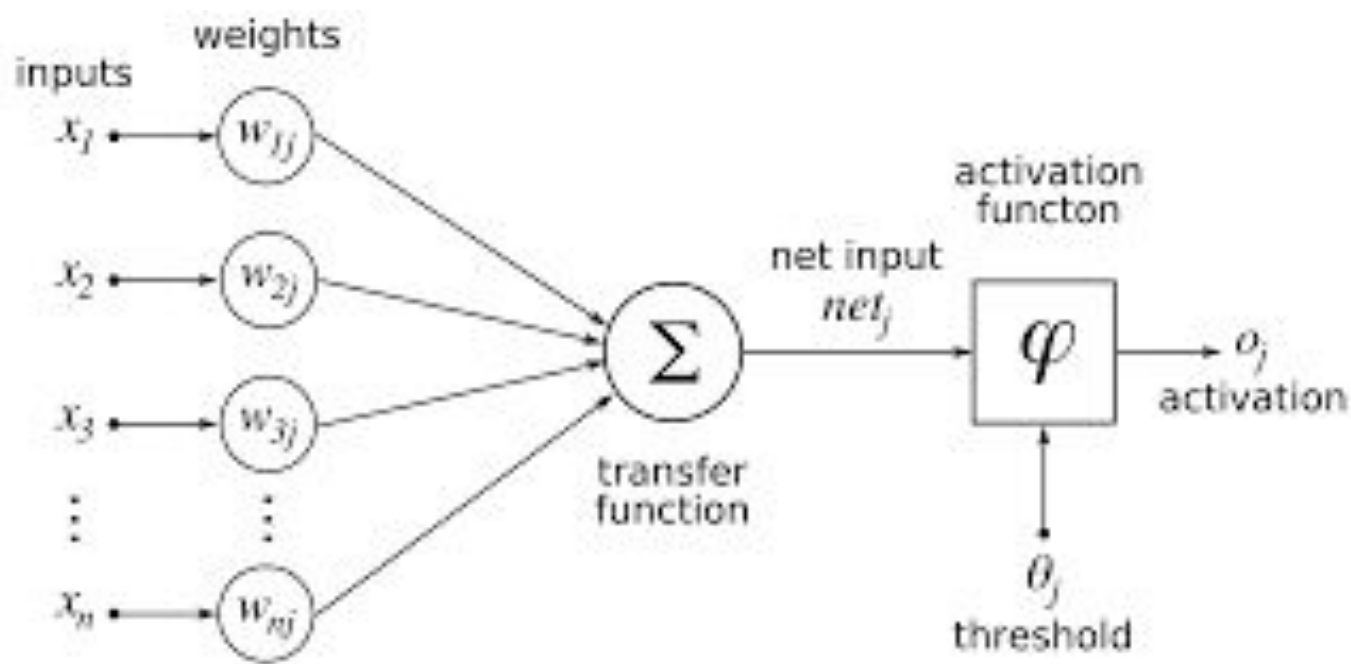 weights
inputs
x₁
w₁ⱼ
x₂
w₂ⱼ
x₃
w₃ⱼ
⋮
⋮
xₙ
wₙⱼ
Σ
transfer
function
net input
netⱼ
activation
functon
φ
oⱼ
activation
θⱼ
threshold